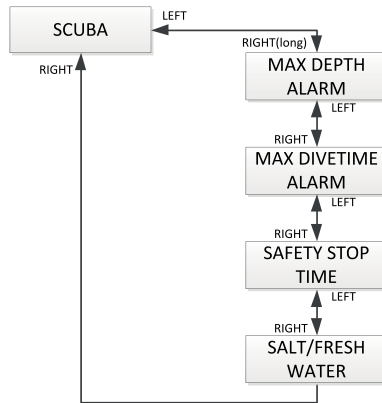 SCUBA
LEFT
RIGHT(long)
RIGHT
MAX DEPTH
ALARM
LEFT
RIGHT
MAX DIVETIME
ALARM
LEFT
RIGHT
SAFETY STOP
TIME
LEFT
RIGHT
SALT/FRESH
WATER